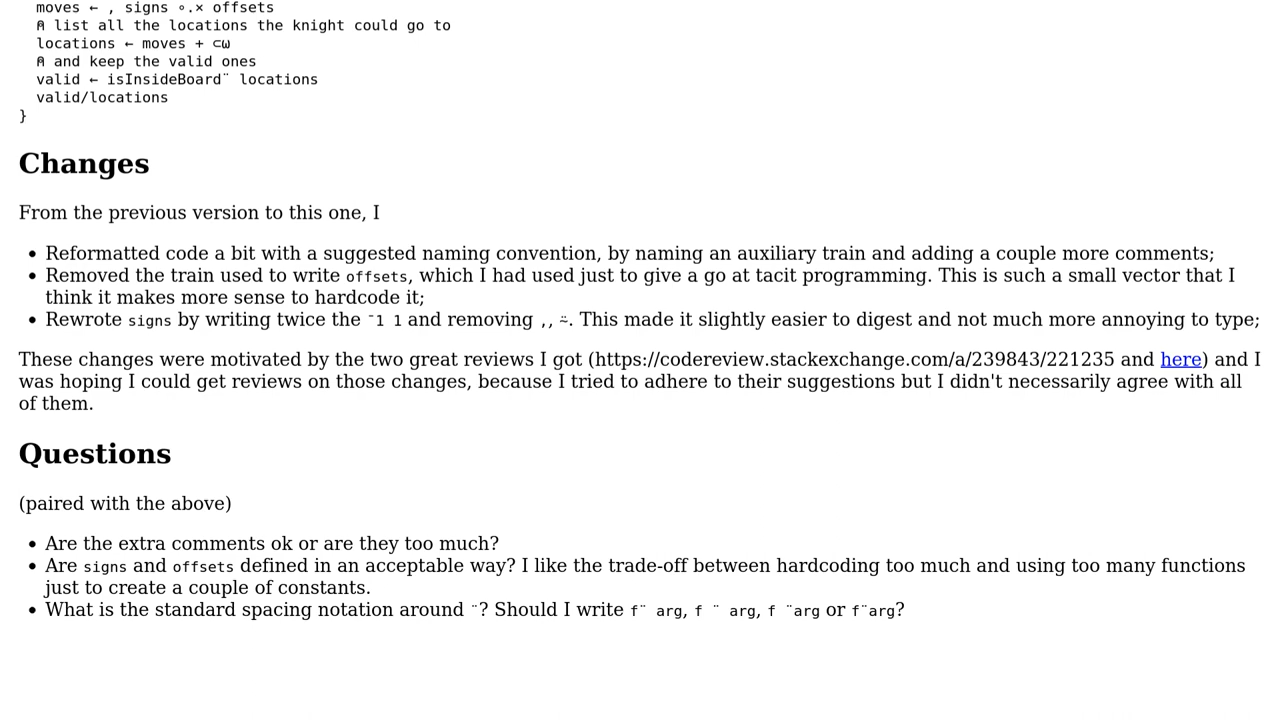 moves ← , signs ∘.× offsets
⍝ list all the locations the knight could go to
locations ← moves + ⊂⍵
⍝ and keep the valid ones
valid ← isInsideBoard¨ locations
valid/locations
}
Changes
From the previous version to this one, I
• Reformatted code a bit with a suggested naming convention, by naming an auxiliary train and adding a couple more comments;
• Removed the train used to write offsets, which I had used just to give a go at tacit programming. This is such a small vector that I
think it makes more sense to hardcode it;
• Rewrote signs by writing twice the ¯1 1 and removing ,, ⍨. This made it slightly easier to digest and not much more annoying to type;
These changes were motivated by the two great reviews I got (https://codereview.stackexchange.com/a/239843/221235 and here) and I
was hoping I could get reviews on those changes, because I tried to adhere to their suggestions but I didn't necessarily agree with all
of them.
Questions
(paired with the above)
• Are the extra comments ok or are they too much?
• Are signs and offsets defined in an acceptable way? I like the trade-off between hardcoding too much and using too many functions
just to create a couple of constants.
• What is the standard spacing notation around ¨? Should I write f¨ arg, f ¨ arg, f ¨arg or f¨arg?